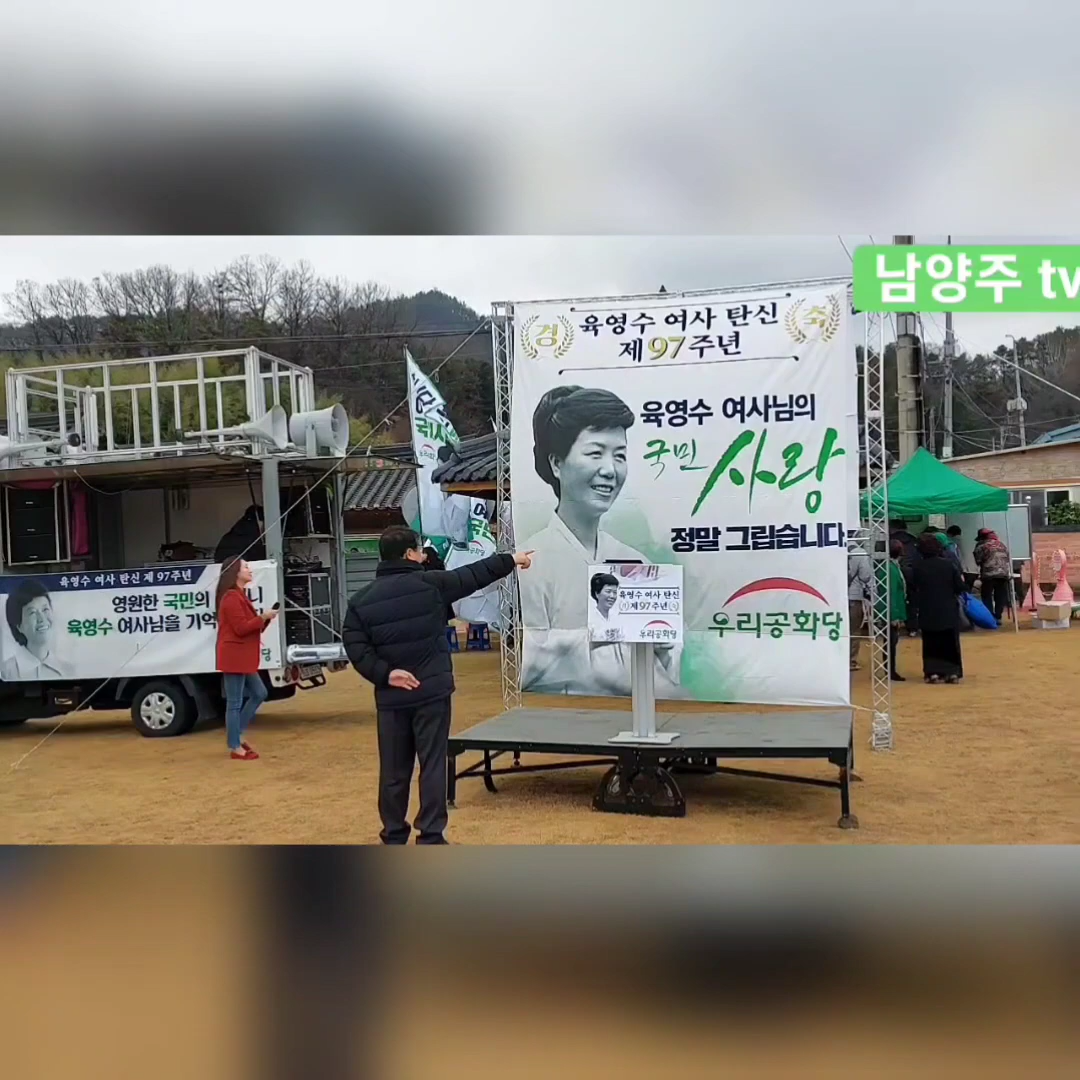 남양주 tv
경 육영수 여사 탄신 축
제97주년
육영수 여사님의
국민 사랑
정말 그립습니다
우리공화당
육영수 여사 탄신
제97주년
우리공화당
육영수 여사 탄신 제 97주년
영원한 국민의
육영수 여사님을 기억